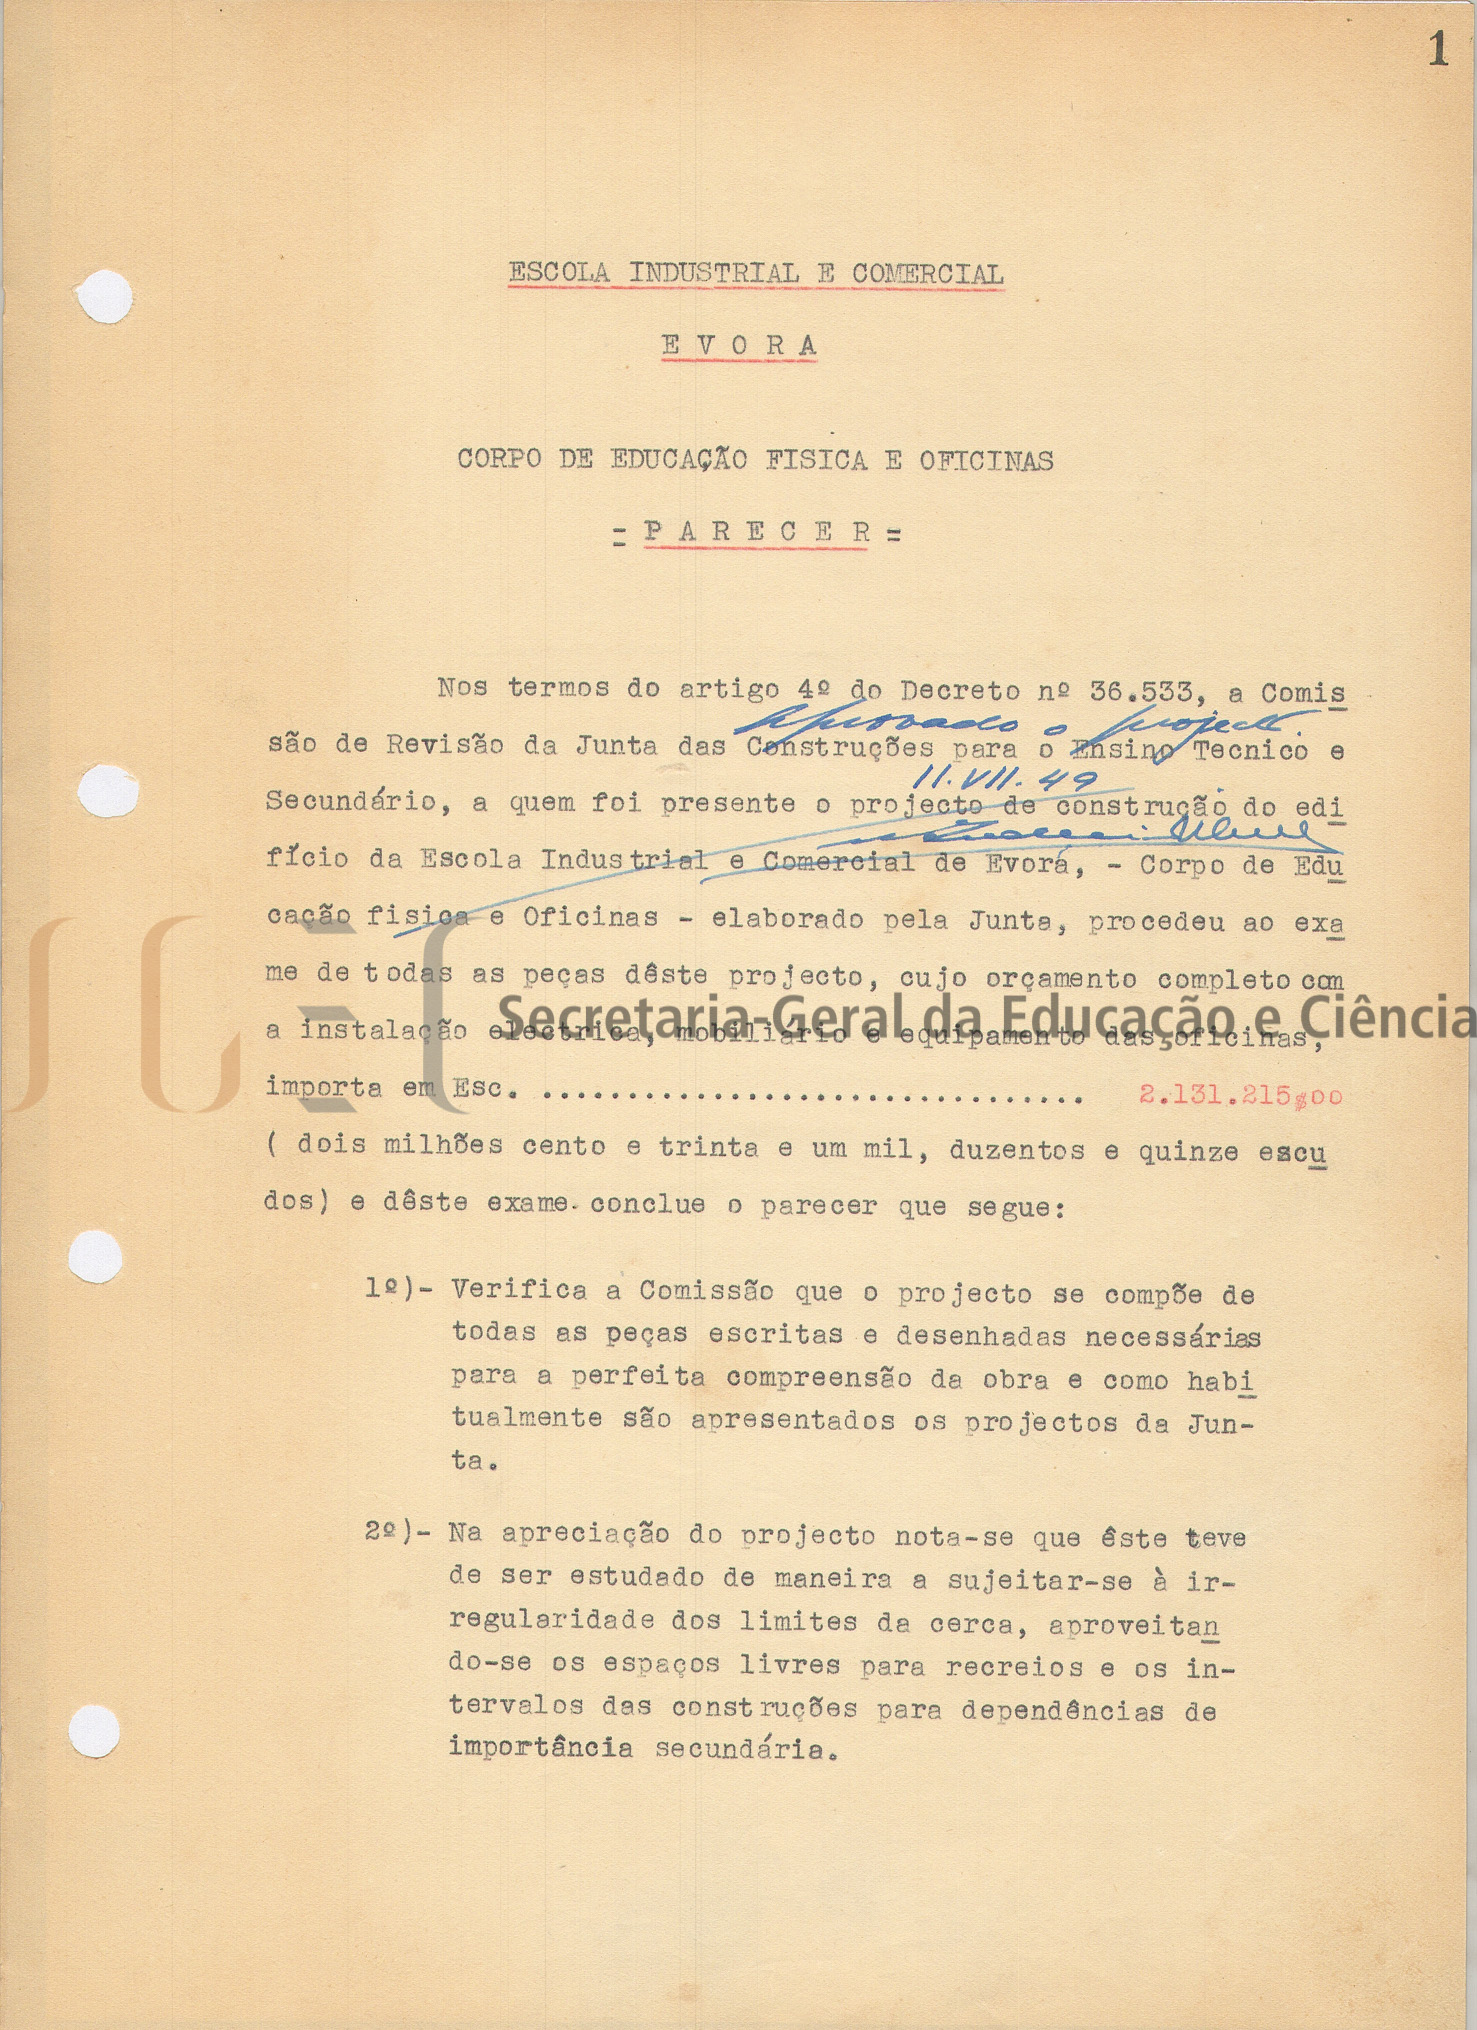 1
ESCOLA INDUSTRIAL E COMERCIAL
E V O R A
CORPO DE EDUCAÇÃO FISICA E OFICINAS
= P A R E C E R =
Nos termos do artigo 4º do Decreto nº 36.533, a Comis
Aprovado o project.
são de Revisão da Junta das Construções para o Ensino Tecnico e
11.VII.49
Secundário, a quem foi presente o projecto de construção do edi
fício da Escola Industrial e Comercial de Evorá, - Corpo de Edu
cação fisica e Oficinas - elaborado pela Junta, procedeu ao exa
me de todas as peças dêste projecto, cujo orçamento completo com
Secretaria-Geral da Educação e Ciência
a instalação electrica, mobiliário e equipamento das oficinas,
importa em Esc. ................................ 2.131.215$00
( dois milhões cento e trinta e um mil, duzentos e quinze escu
dos) e dêste exame conclue o parecer que segue:
1º)- Verifica a Comissão que o projecto se compõe de
todas as peças escritas e desenhadas necessárias
para a perfeita compreensão da obra e como habi
tualmente são apresentados os projectos da Jun-
ta.
2º)- Na apreciação do projecto nota-se que êste teve
de ser estudado de maneira a sujeitar-se à ir-
regularidade dos limites da cerca, aproveitan
do-se os espaços livres para recreios e os in-
tervalos das construções para dependências de
importância secundária.